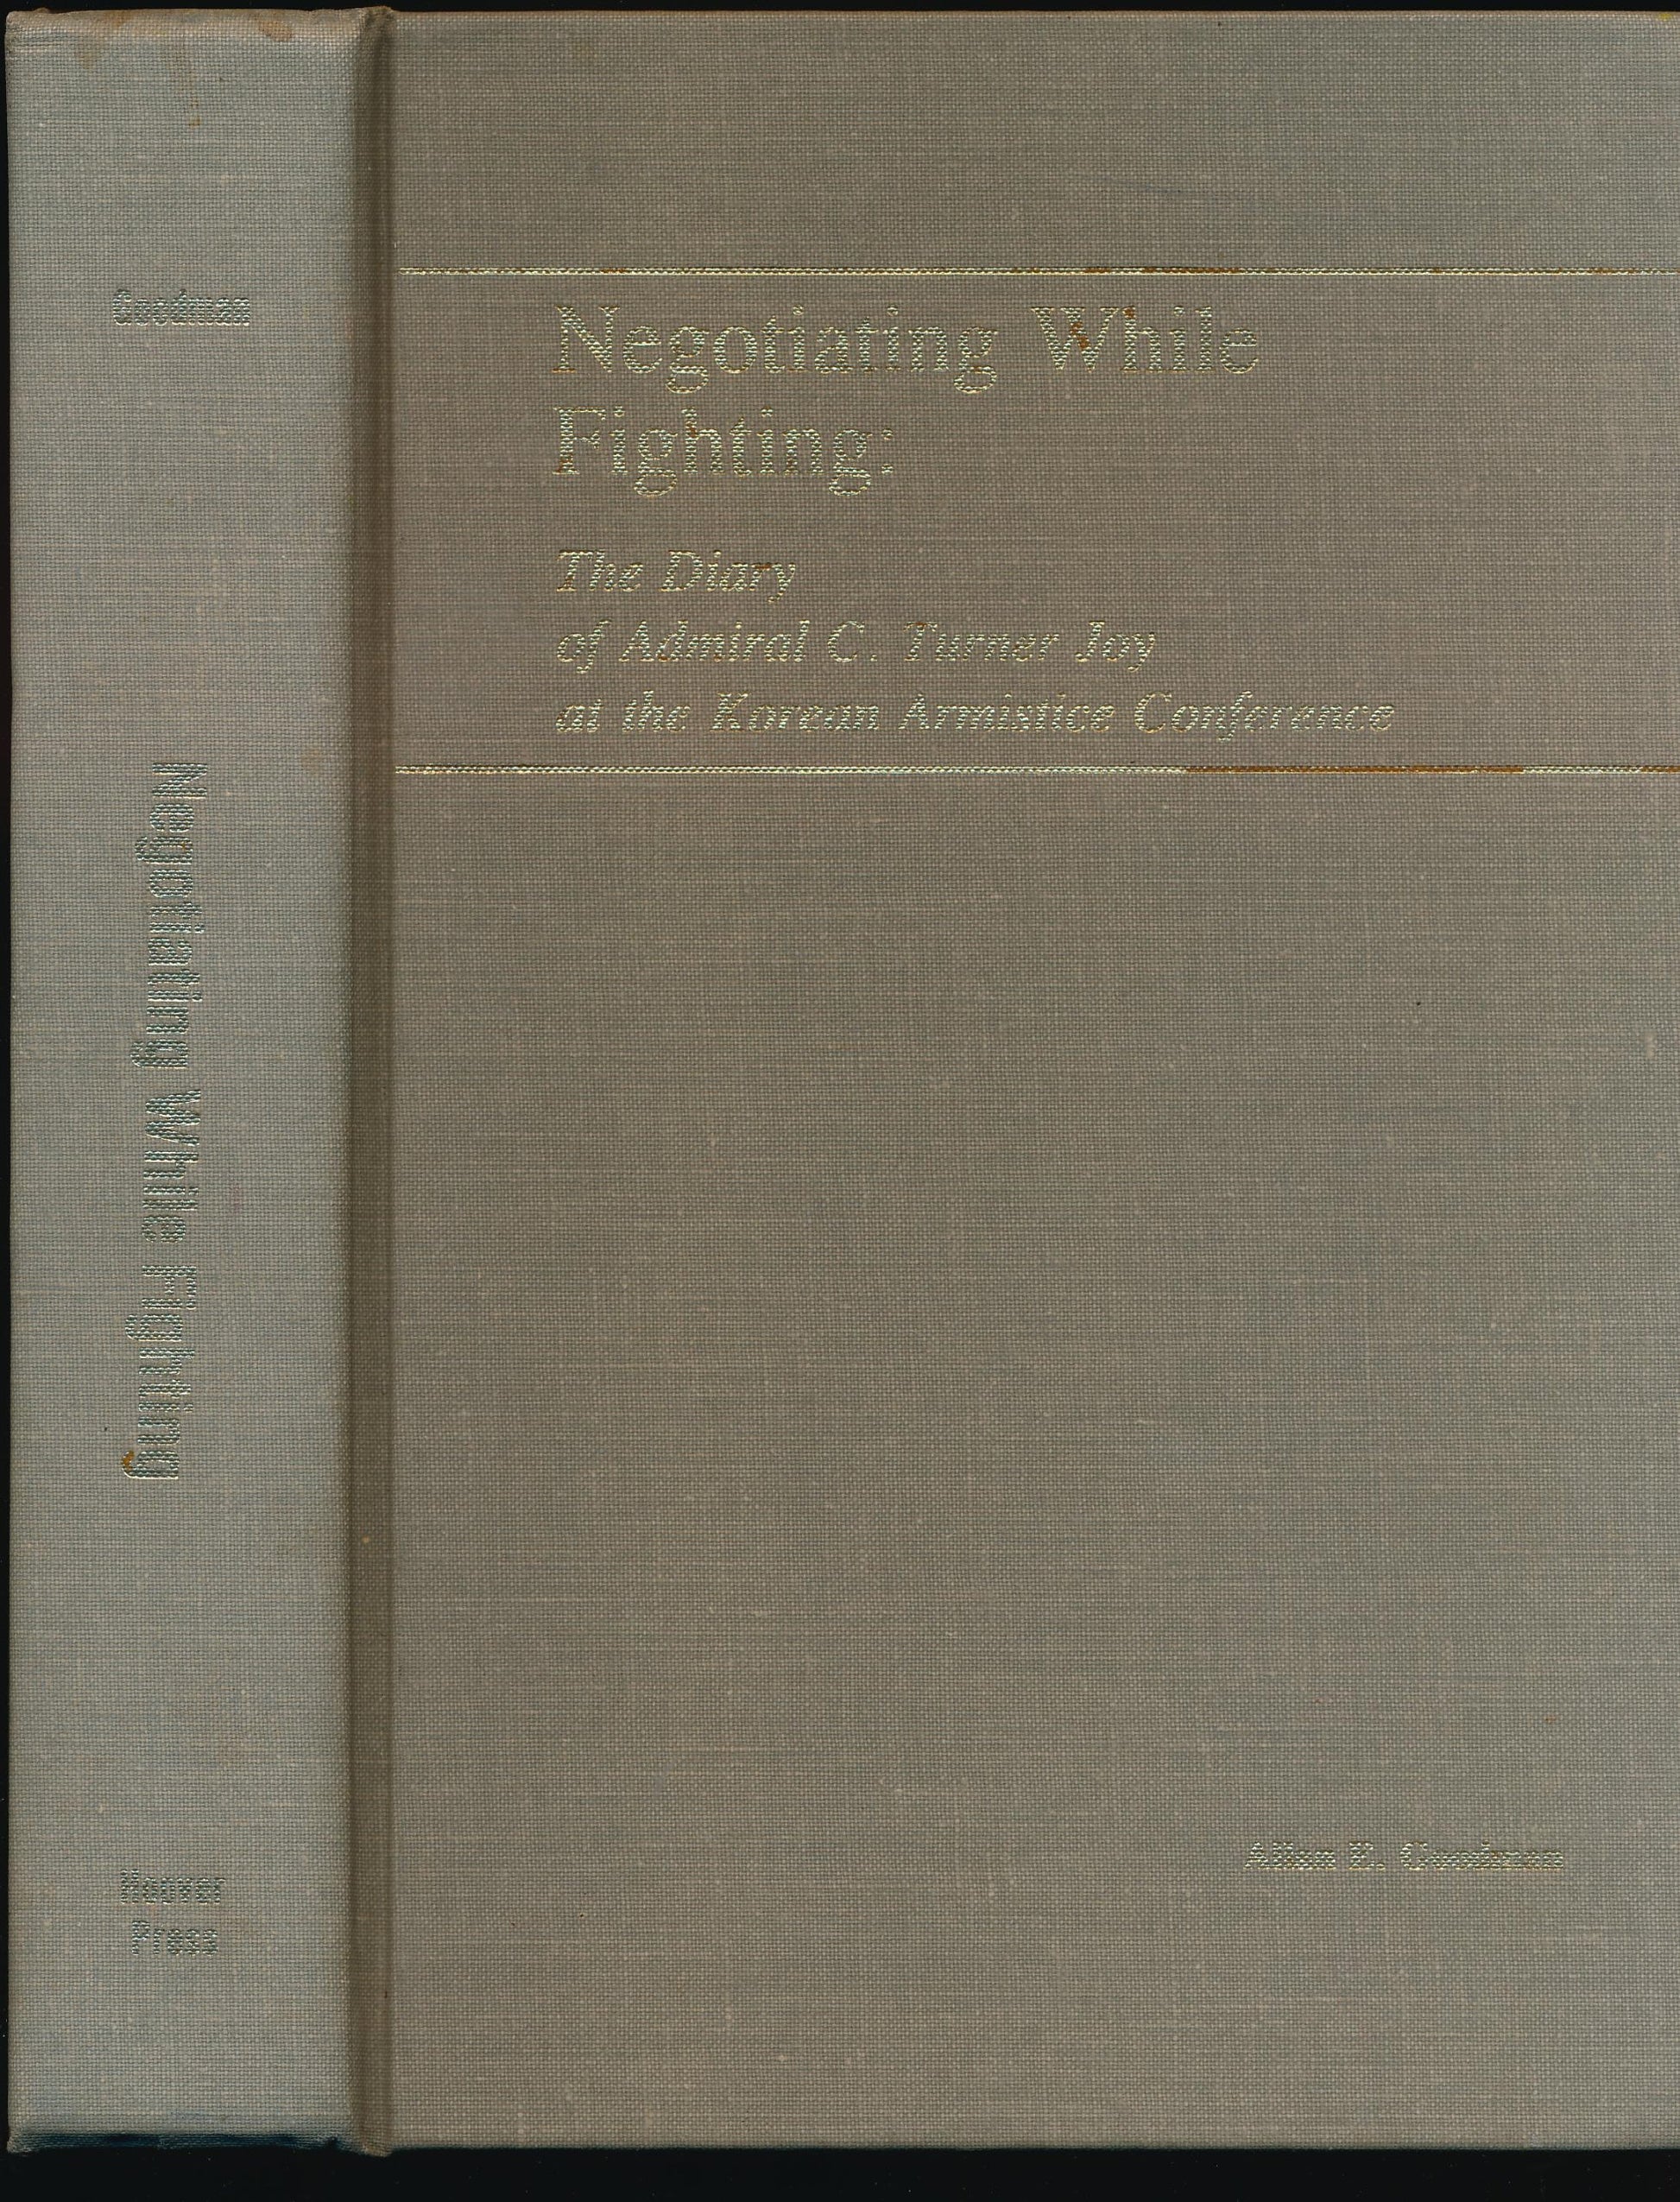 Goodman
Negotiating While Fighting
Hoover
Press
Negotiating While
Fighting:
The Diary
of Admiral C. Turner Joy
at the Korean Armistice Conference
Allan E. Goodman